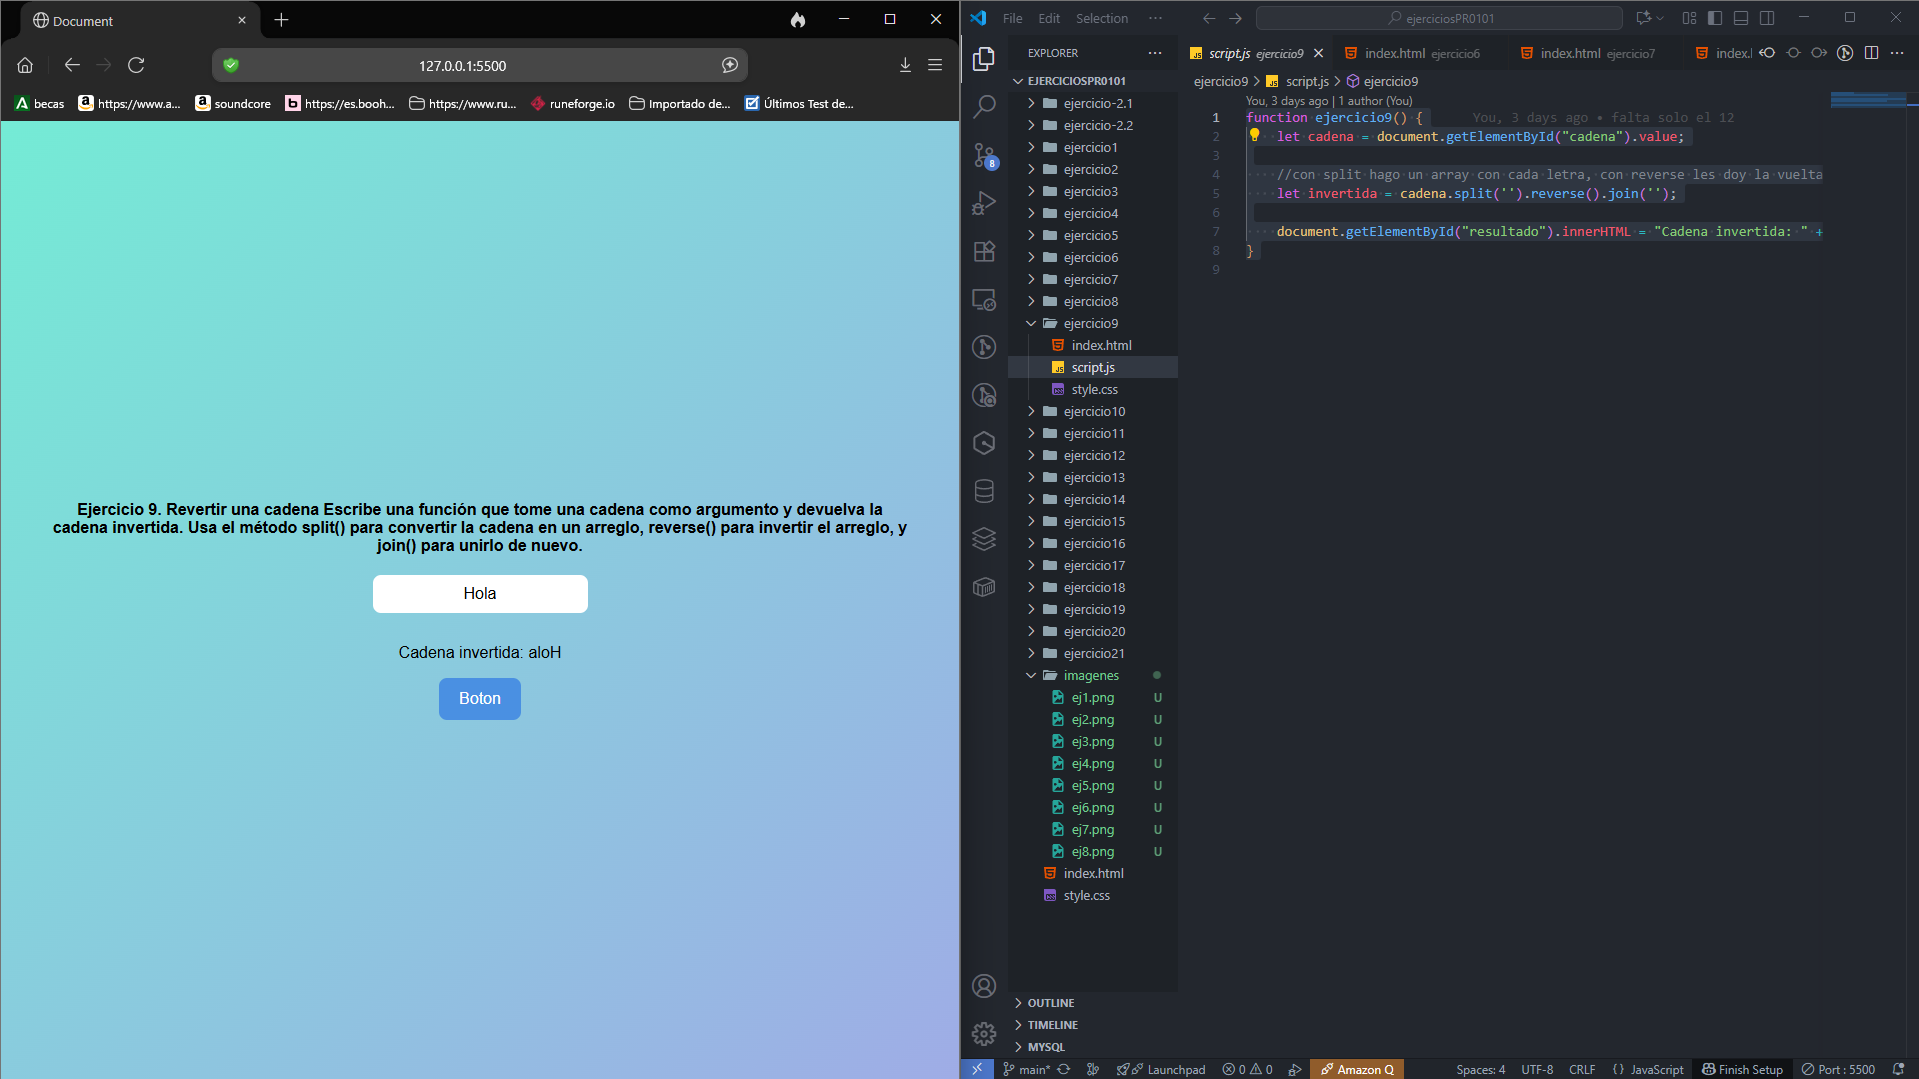 Document
127.0.0.1:5500
becas
https://www.a...
soundcore
https://es.booh...
https://www.ru...
runeforge.io
Importado de...
Últimos Test de...
Ejercicio 9. Revertir una cadena Escribe una función que tome una cadena como argumento y devuelva la
cadena invertida. Usa el método split() para convertir la cadena en un arreglo, reverse() para invertir el arreglo, y
join() para unirlo de nuevo.
Hola
Cadena invertida: aloH
Boton
File Edit Selection ···
ejerciciosPR0101
EXPLORER ···
EJERCICIOSPR0101
ejercicio-2.1
ejercicio-2.2
ejercicio1
ejercicio2
ejercicio3
ejercicio4
ejercicio5
ejercicio6
ejercicio7
ejercicio8
ejercicio9
index.html
script.js
style.css
ejercicio10
ejercicio11
ejercicio12
ejercicio13
ejercicio14
ejercicio15
ejercicio16
ejercicio17
ejercicio18
ejercicio19
ejercicio20
ejercicio21
imagenes
ej1.png U
ej2.png U
ej3.png U
ej4.png U
ej5.png U
ej6.png U
ej7.png U
ej8.png U
index.html
style.css
OUTLINE
TIMELINE
MYSQL
8
JS script.js ejercicio9
index.html ejercicio6
index.html ejercicio7
index.l
ejercicio9 > JS script.js > ejercicio9
You, 3 days ago | 1 author (You)
1 function ejercicio9() { You, 3 days ago • falta solo el 12
2 let cadena = document.getElementById("cadena").value;
3
4 //con split hago un array con cada letra, con reverse les doy la vuelta
5 let invertida = cadena.split('').reverse().join('');
6
7 document.getElementById("resultado").innerHTML = "Cadena invertida: " +
8 }
9
main* Launchpad 0 0 Amazon Q Spaces: 4 UTF-8 CRLF {} JavaScript Finish Setup Port : 5500